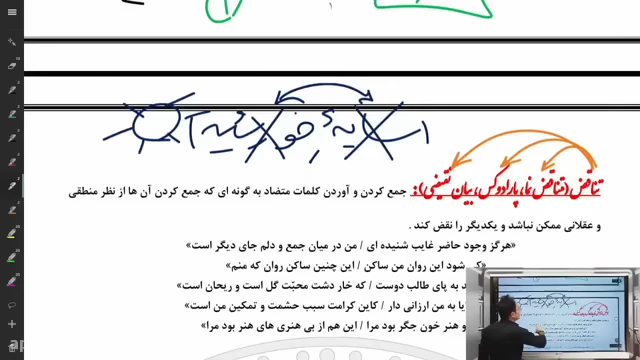 سایه خورشید
تناقض (تناقض نما، پارادوکس، بیان نقیضی): جمع کردن و آوردن کلمات متضاد به گونه ای که جمع کردن آن ها از نظر منطقی
و عقلانی ممکن نباشد و یکدیگر را نقض کند.
«هرگز وجود حاضر غایب شنیده ای / من در میان جمع و دلم جای دیگر است»
شود این روان من ساکن / این چنین ساکن روان که منم»
به پای طالب دوست / که خار دشت محبّت گل است و ریحان است»
به من ارزانی دار / کاین کرامت سبب حشمت و تمکین من است»
و هنر خون جگر بود مرا / این هم از بی هنری های هنر بود مرا»